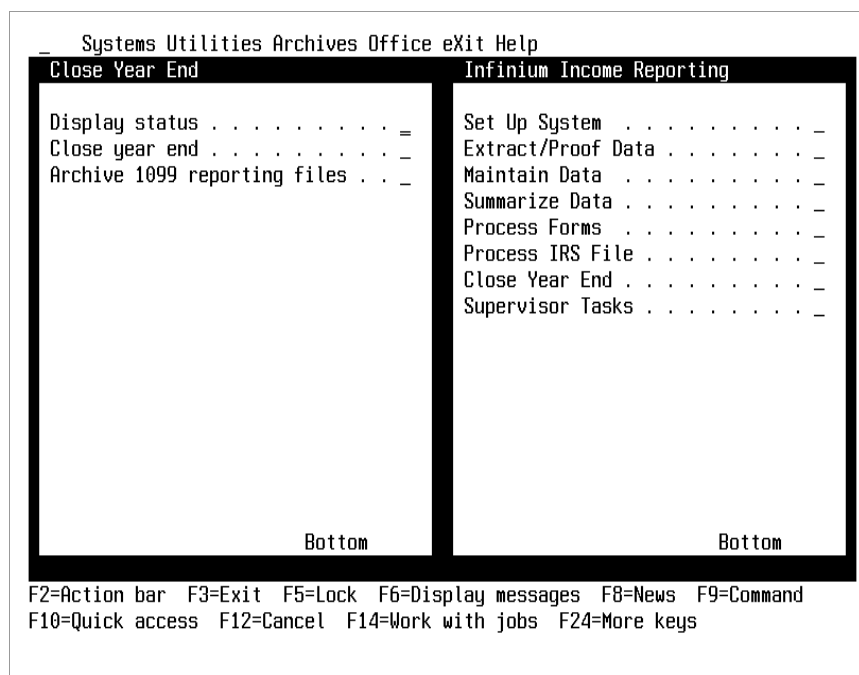 _ Systems Utilities Archives Office eXit Help
Close Year End
Display status . . . . . . . . . _
Close year end . . . . . . . . . _
Archive 1099 reporting files . . _
Bottom
Infinium Income Reporting
Set Up System . . . . . . . . . _
Extract/Proof Data . . . . . . . _
Maintain Data . . . . . . . . . _
Summarize Data . . . . . . . . . _
Process Forms . . . . . . . . . _
Process IRS File . . . . . . . . _
Close Year End . . . . . . . . . _
Supervisor Tasks . . . . . . . . _
Bottom
F2=Action bar F3=Exit F5=Lock F6=Display messages F8=News F9=Command
F10=Quick access F12=Cancel F14=Work with jobs F24=More keys